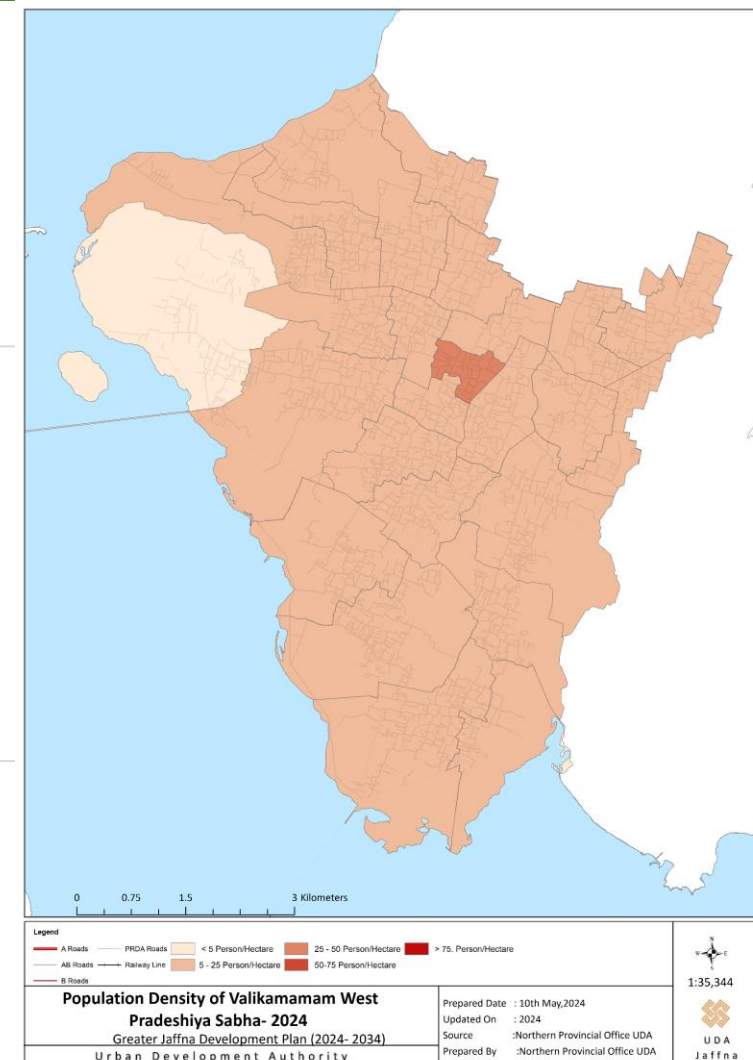 0 0.75 1.5 3 Kilometers
Legend
A Roads PRDA Roads < 5 Person/Hectare 25 - 50 Person/Hectare > 75. Person/Hectare
AB Roads Railway Line 5 - 25 Person/Hectare 50-75 Person/Hectare
B Roads
N
W E
S
1:35,344
Population Density of Valikamamam West
Pradeshiya Sabha- 2024
Greater Jaffna Development Plan (2024- 2034)
Urban Development Authority
Prepared Date : 10th May,2024
Updated On : 2024
Source :Northern Provincial Office UDA
Prepared By :Northern Provincial Office UDA
UDA
Jaffna